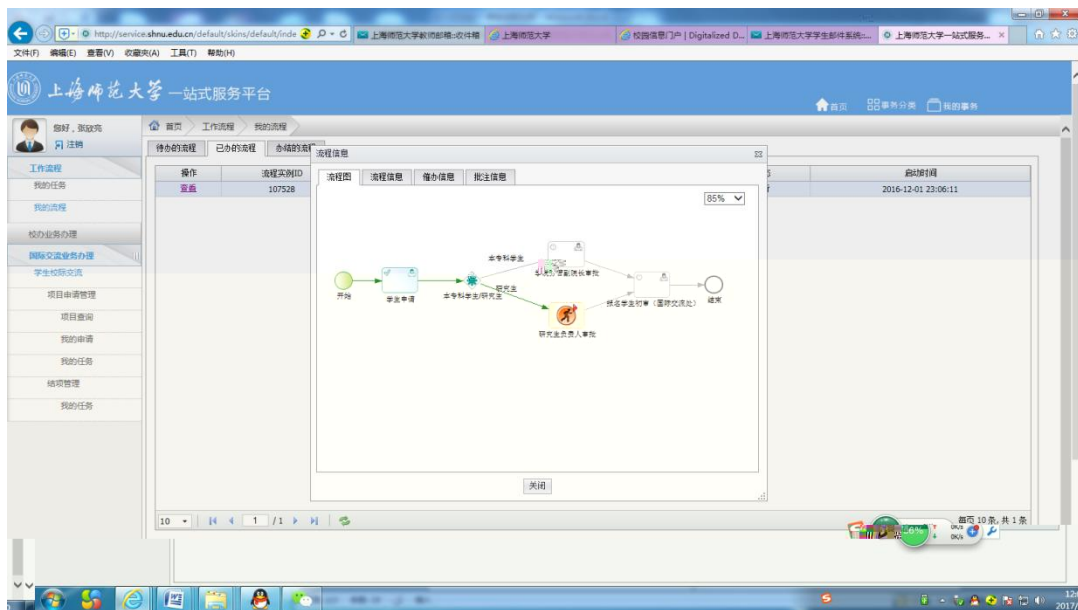 http://service.shnu.edu.cn/default/skins/default/inde
上海师范大学教师邮箱::收件箱
上海师范大学
校园信息门户 | Digitalized D...
上海师范大学学生邮件系统::...
上海师范大学一站式服务...
文件(F) 编辑(E) 查看(V) 收藏夹(A) 工具(T) 帮助(H)
上海师范大学 一站式服务平台
首页 事务分类 我的事务
您好，张欣亮
注销
首页 工作流程 我的流程
待办的流程 已办的流程 办结的流程
工作流程
我的任务
我的流程
校办业务办理
国际交流业务办理
学生校际交流
项目申请管理
项目查询
我的申请
我的任务
结项管理
我的任务
操作 流程实例ID 启动时间
查看 107528 2016-12-01 23:06:11
流程信息
流程图 流程信息 催办信息 批注信息
85%
本专科学生
开始
学生申请
本专科学生/研究生
研究生
研究生负责人审批
报名学生初审（国际交流处）
结束
关闭
10 1 /1
每页 10 条, 共 1 条
0K/s
0K/s